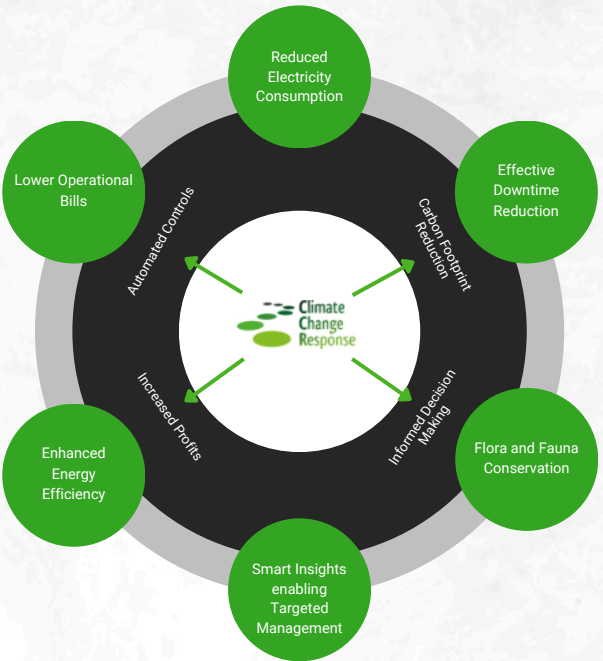 Reduced
Electricity
Consumption
Lower Operational
Bills
Effective
Downtime
Reduction
Automated Controls
Carbon Footprint
Reduction
Climate
Change
Response
Increased Profits
Informed Decision
Making
Enhanced
Energy
Efficiency
Flora and Fauna
Conservation
Smart Insights
enabling
Targeted
Management